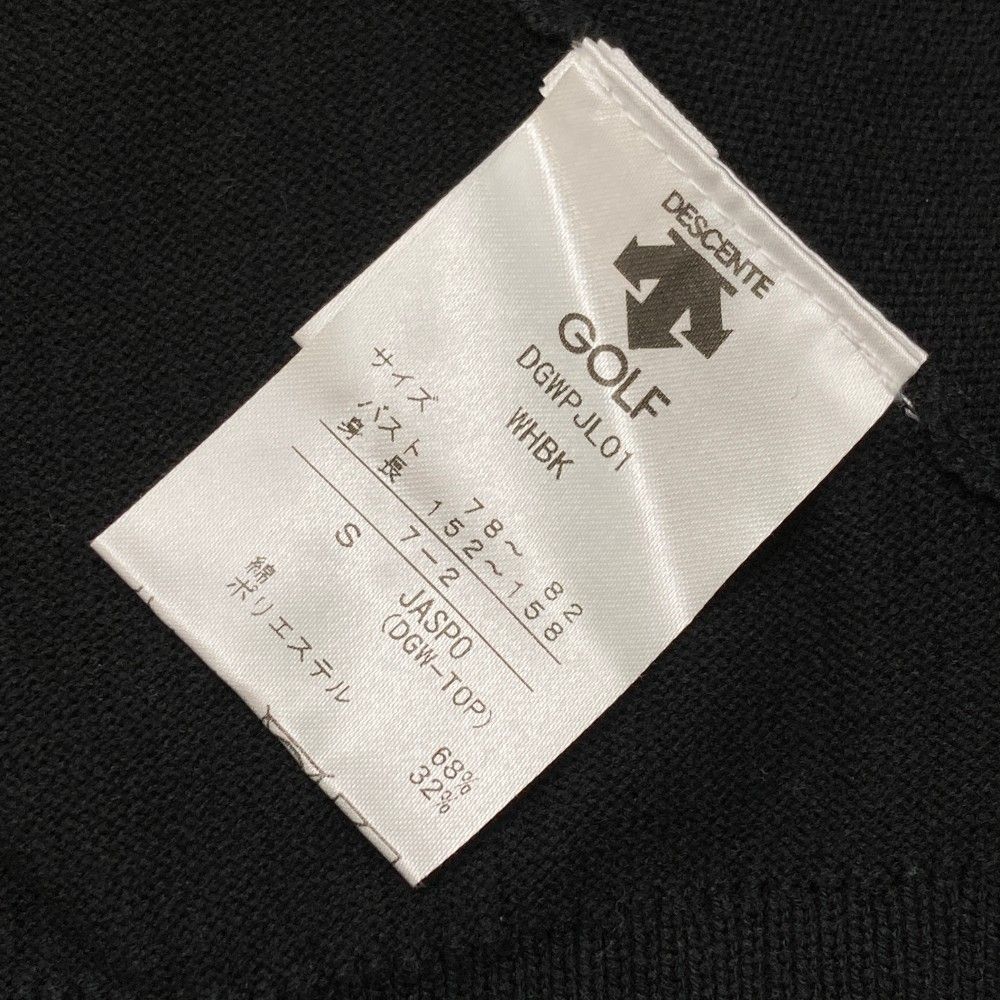 DESCENTE
GOLF
DGWPJL01
WHBK
サイズ
バスト 78~ 82
身 長 152~158
S 7-2 JASPO
(DGW-TOP)
綿 68%
ポリエステル 32%